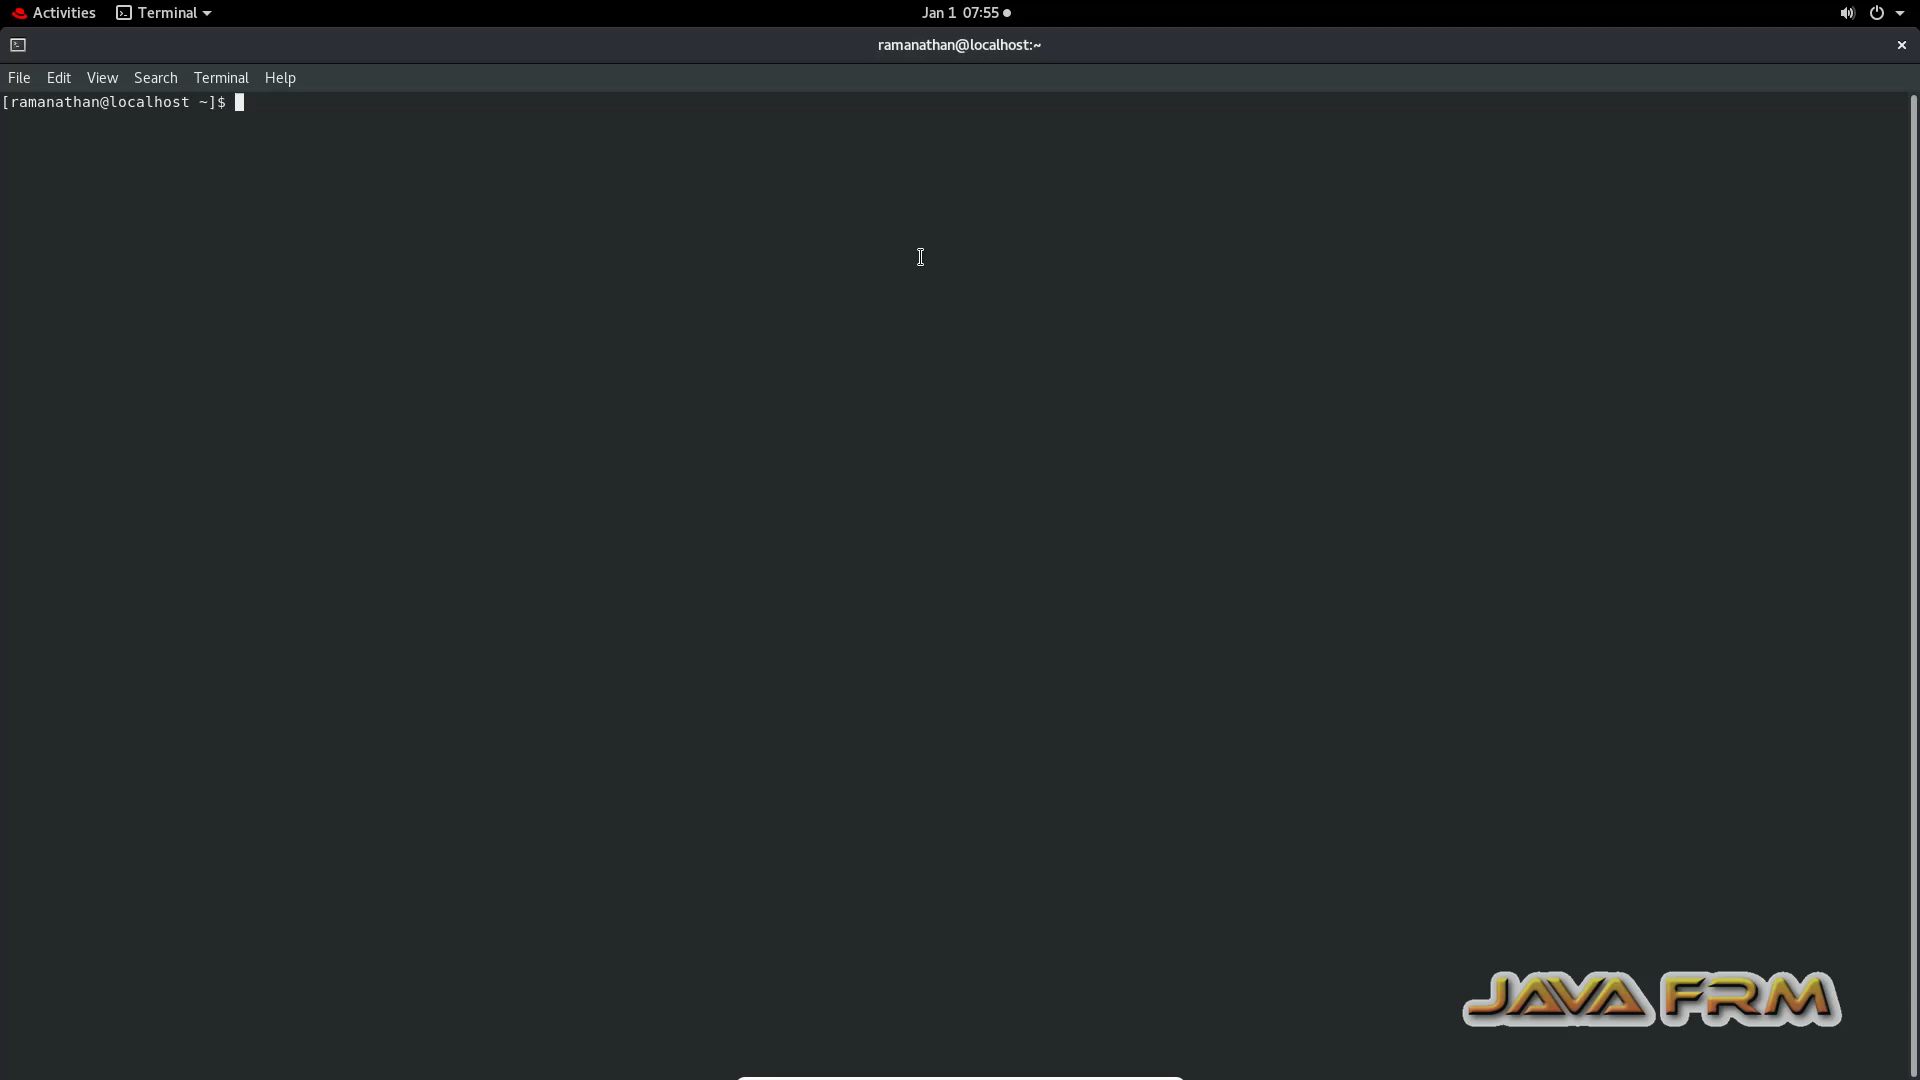 Activities Terminal Jan 1 07:55
ramanathan@localhost:~
File Edit View Search Terminal Help
[ramanathan@localhost ~]$
JAVA FRM